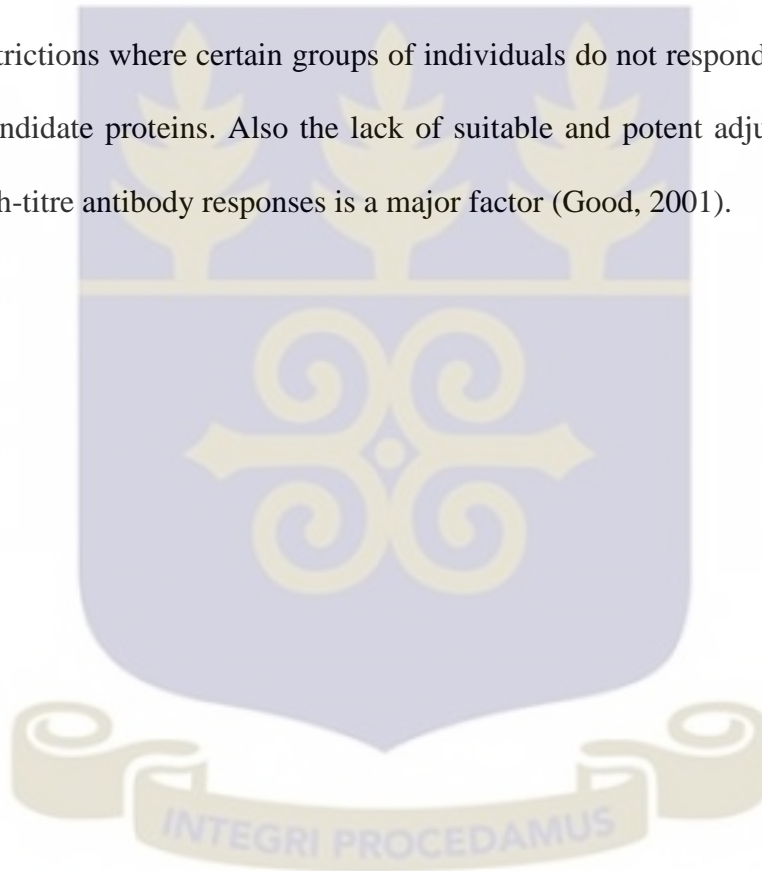 trictions where certain groups of individuals do not respond
ndidate proteins. Also the lack of suitable and potent adju
h-titre antibody responses is a major factor (Good, 2001).
INTEGRI PROCEDAMUS